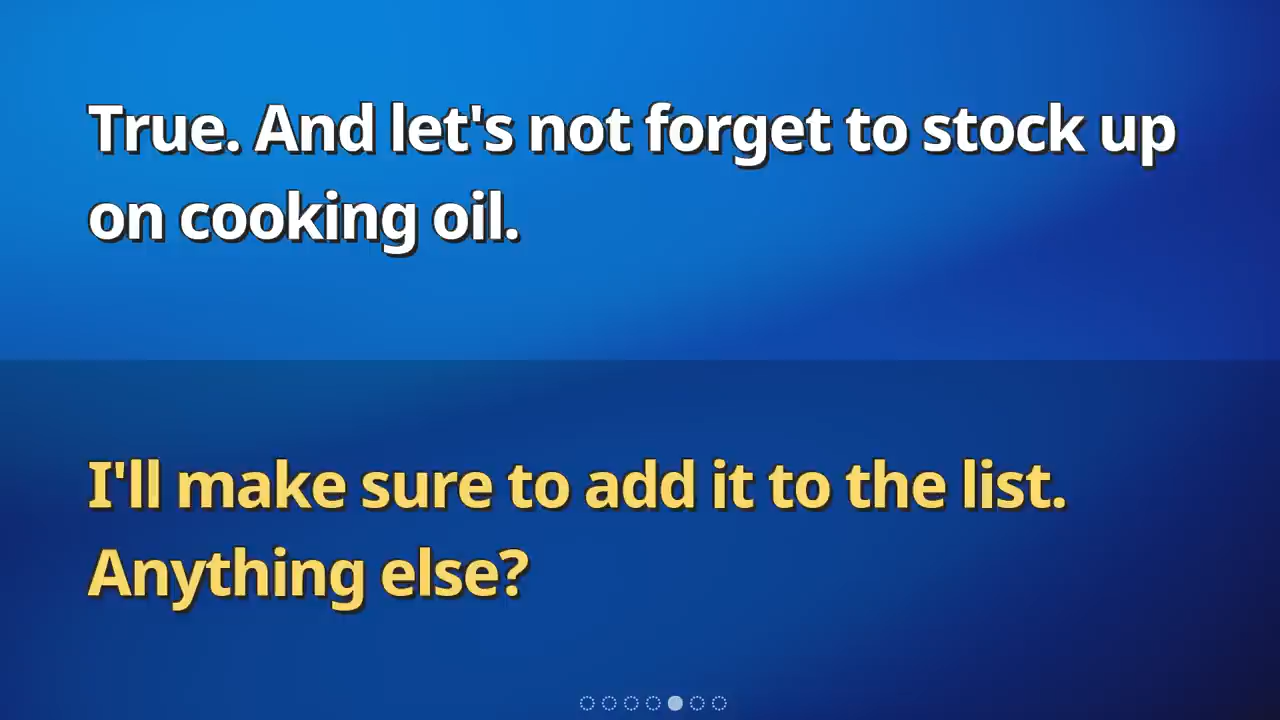 True. And let's not forget to stock up
on cooking oil.
I'll make sure to add it to the list.
Anything else?